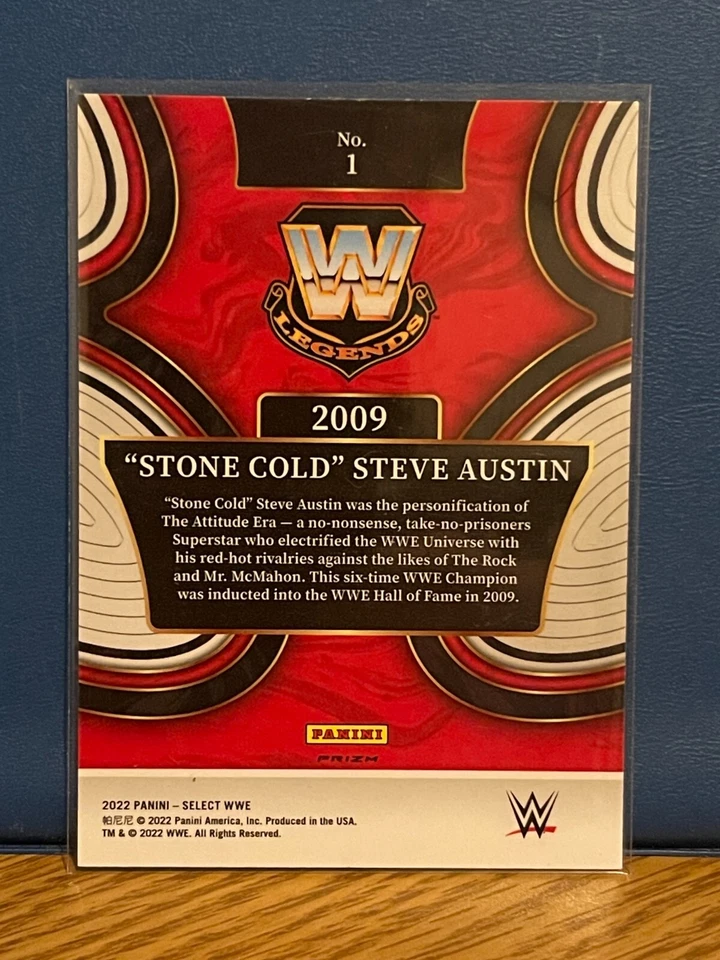 No.
1
W
LEGENDS
2009
“STONE COLD” STEVE AUSTIN
“Stone Cold” Steve Austin was the personification of
The Attitude Era — a no-nonsense, take-no-prisoners
Superstar who electrified the WWE Universe with
his red-hot rivalries against the likes of The Rock
and Mr. McMahon. This six-time WWE Champion
was inducted into the WWE Hall of Fame in 2009.
PANINI
PRIZM
2022 PANINI – SELECT WWE
帕尼尼 © 2022 Panini America, Inc. Produced in the USA.
TM & © 2022 WWE. All Rights Reserved.
W